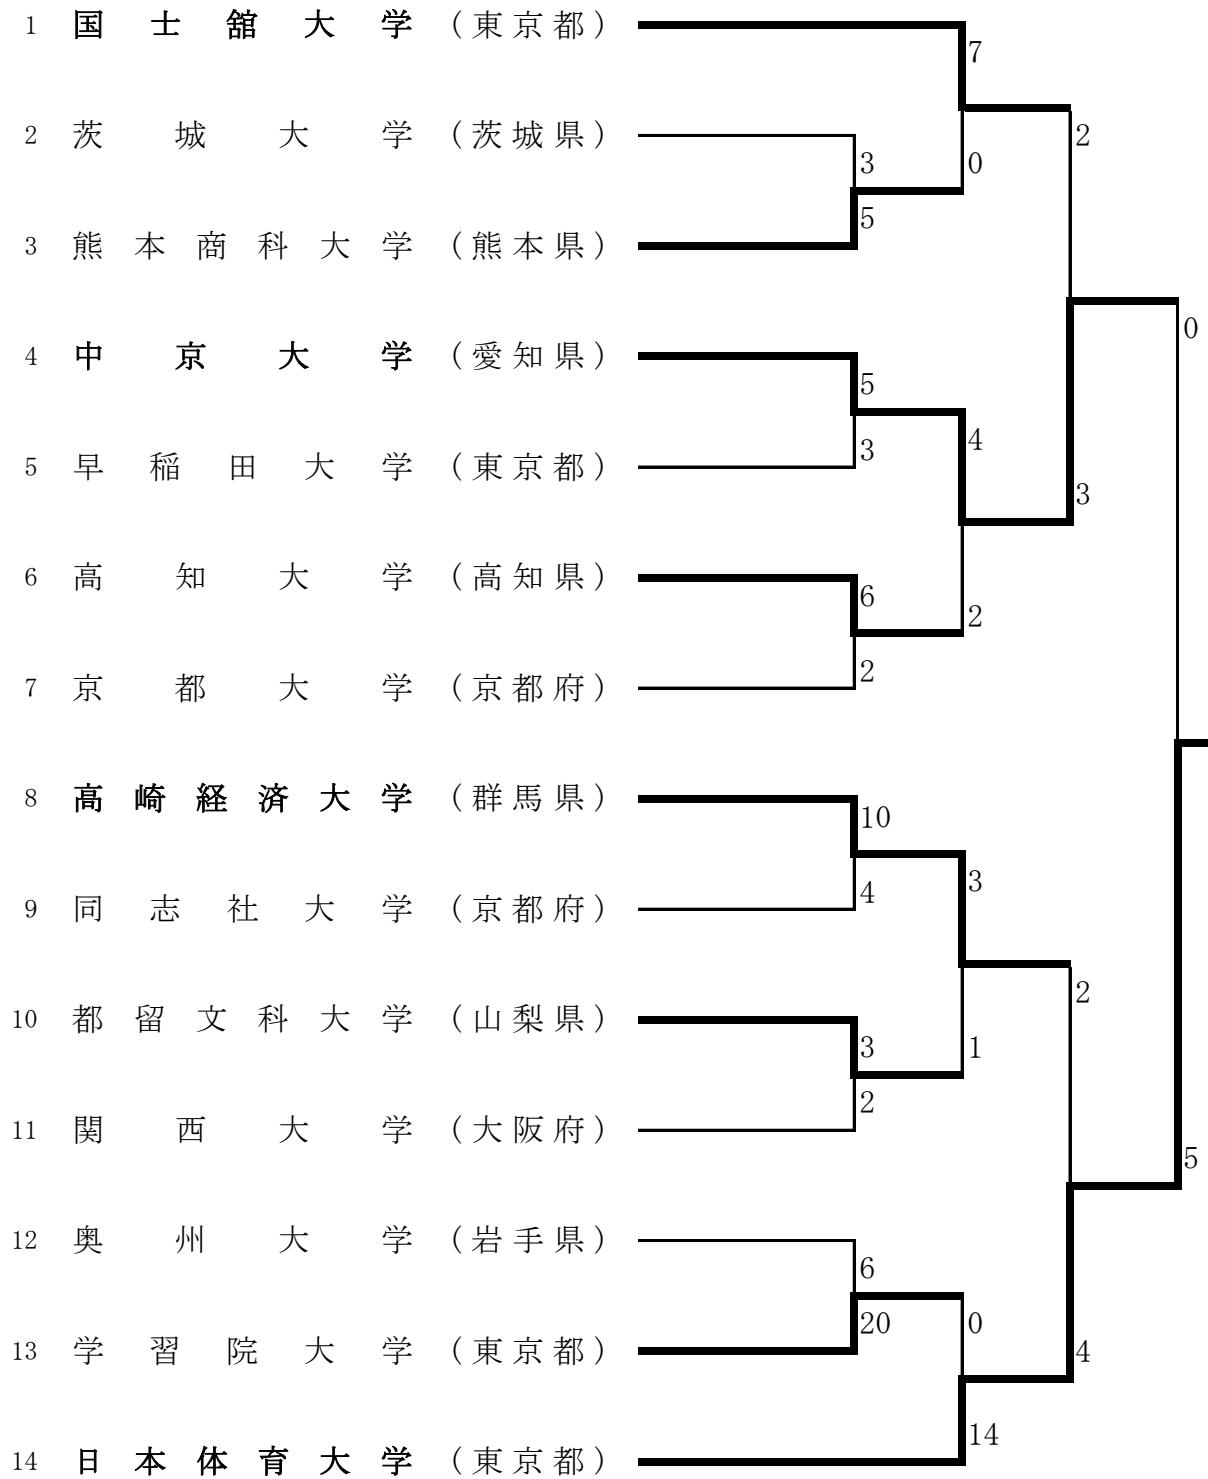 1 国士舘大学（東京都）
7
2 茨城大学（茨城県）
2
3
0
5
3 熊本商科大学（熊本県）
0
4 中京大学（愛知県）
5
4
3
5 早稲田大学（東京都）
3
6 高知大学（高知県）
6
2
2
7 京都大学（京都府）
8 高崎経済大学（群馬県）
10
3
4
9 同志社大学（京都府）
2
10 都留文科大学（山梨県）
3
1
2
11 関西大学（大阪府）
5
12 奥州大学（岩手県）
6
20
0
13 学習院大学（東京都）
4
14
14 日本体育大学（東京都）